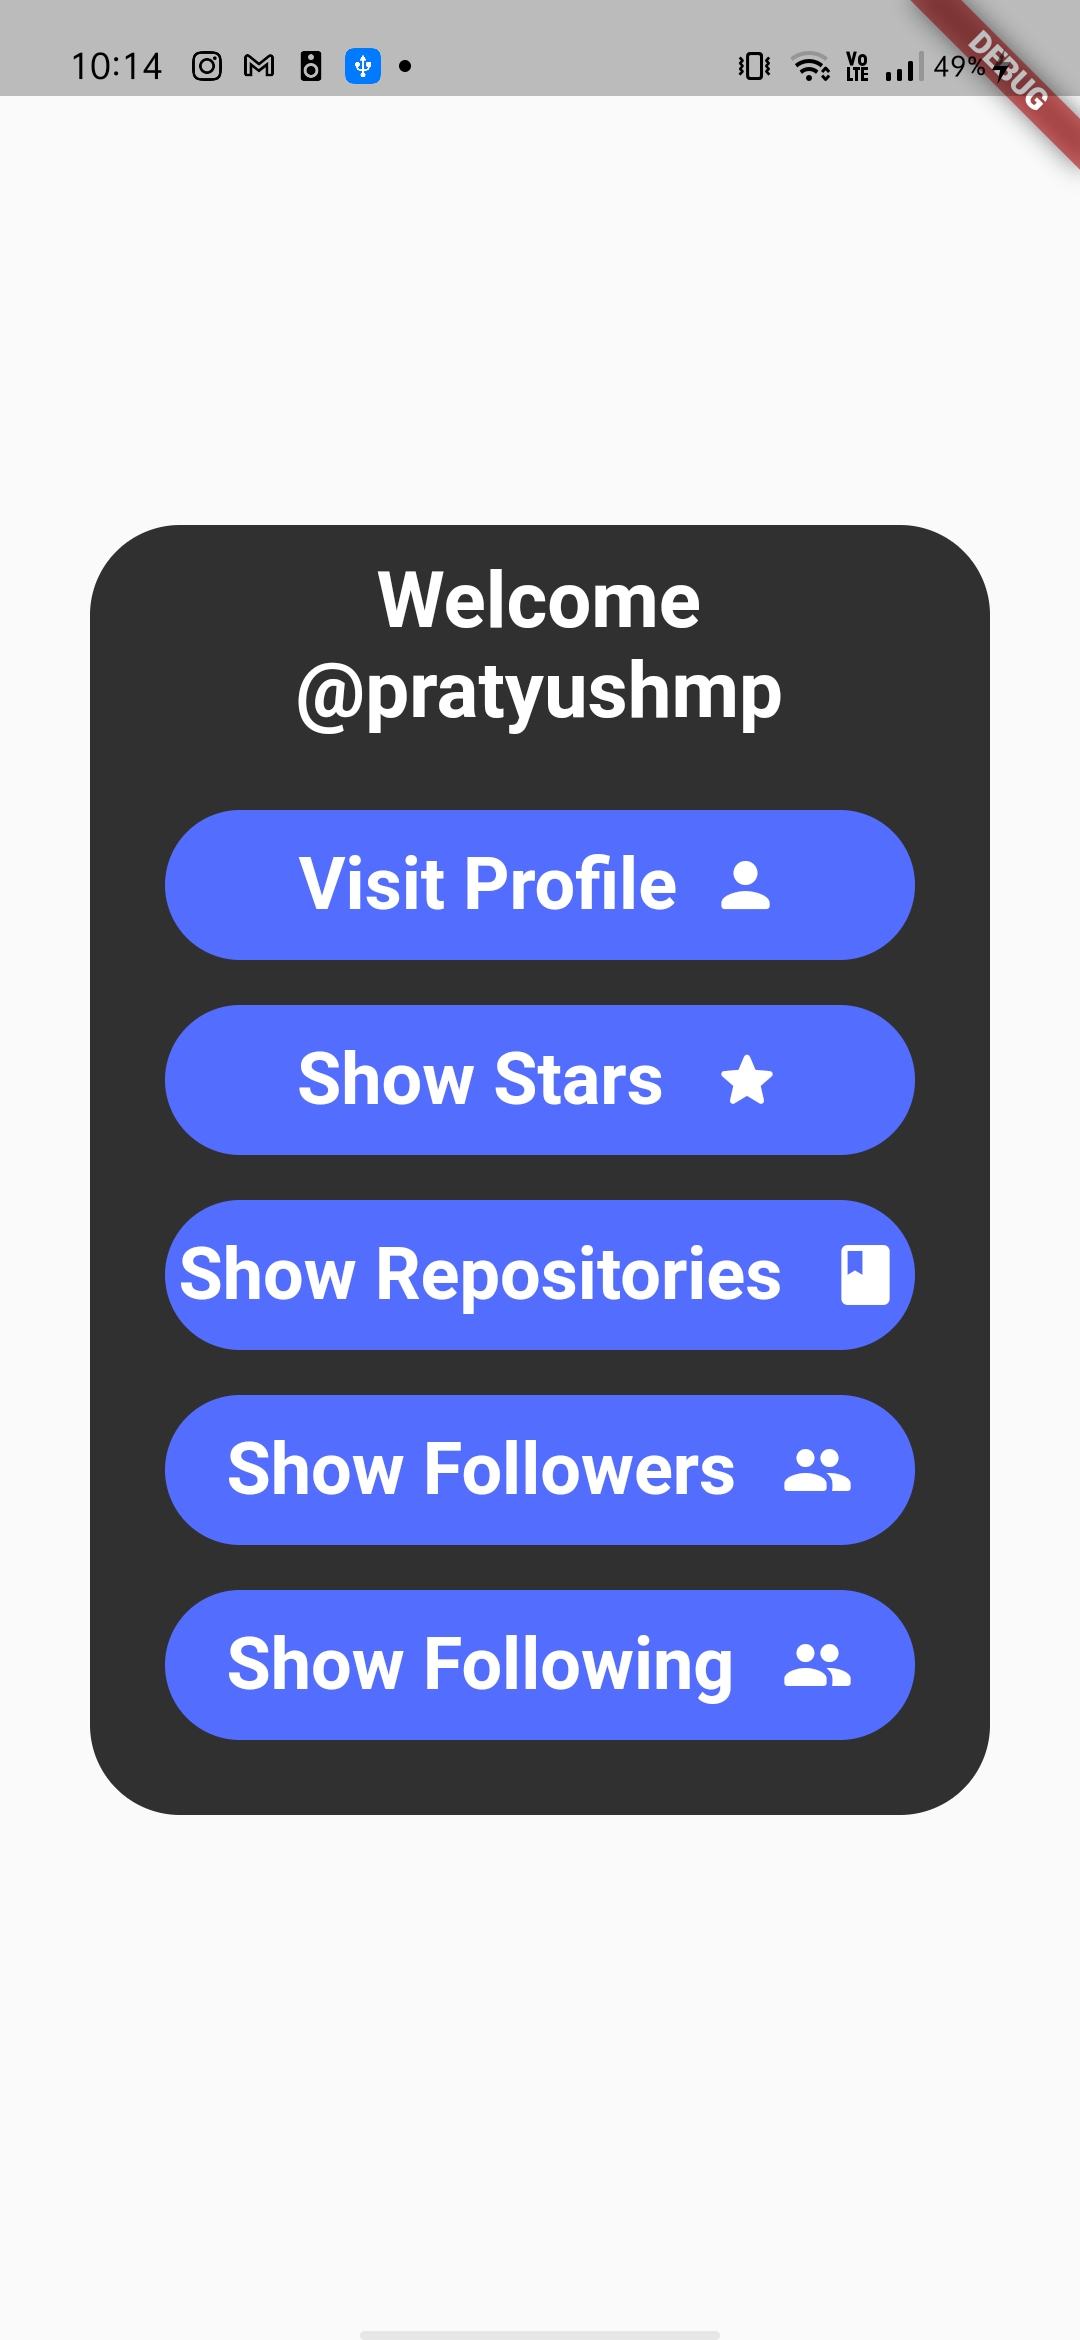 10:14 Vo LTE 49% DEBUG
Welcome
@pratyushmp
Visit Profile
Show Stars
Show Repositories
Show Followers
Show Following